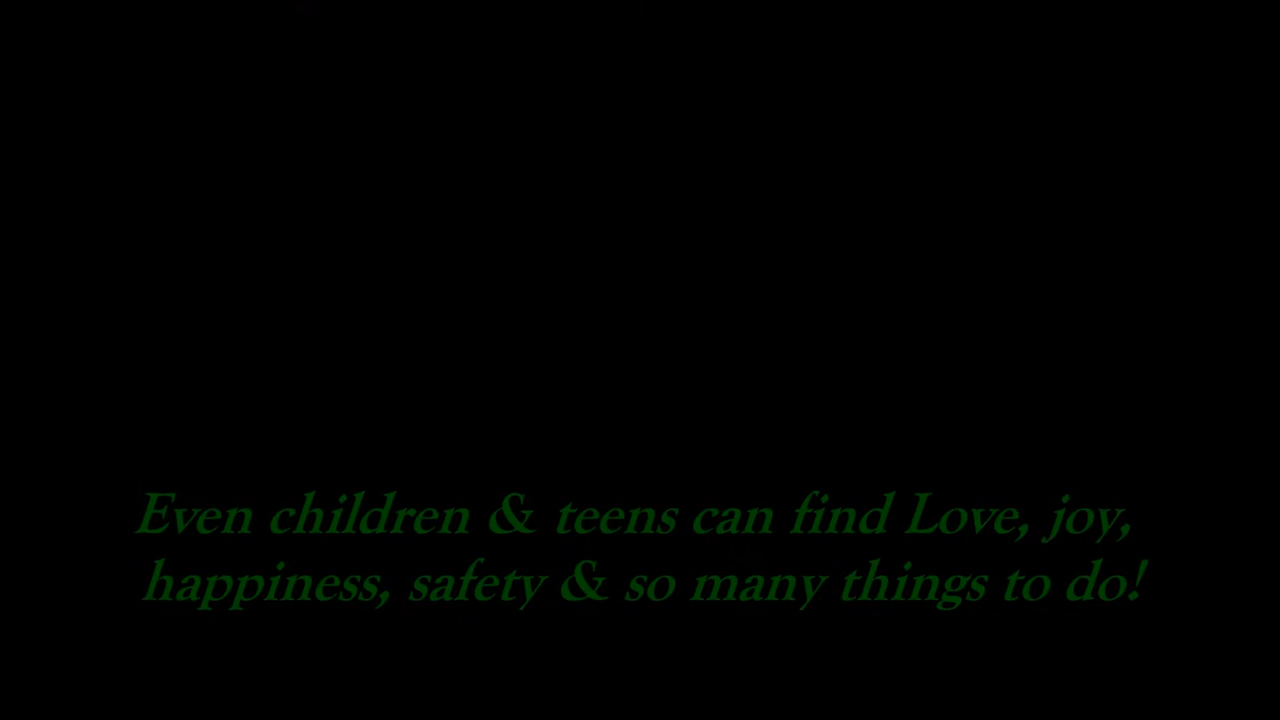 Even children & teens can find Love, joy,
happiness, safety & so many things to do!